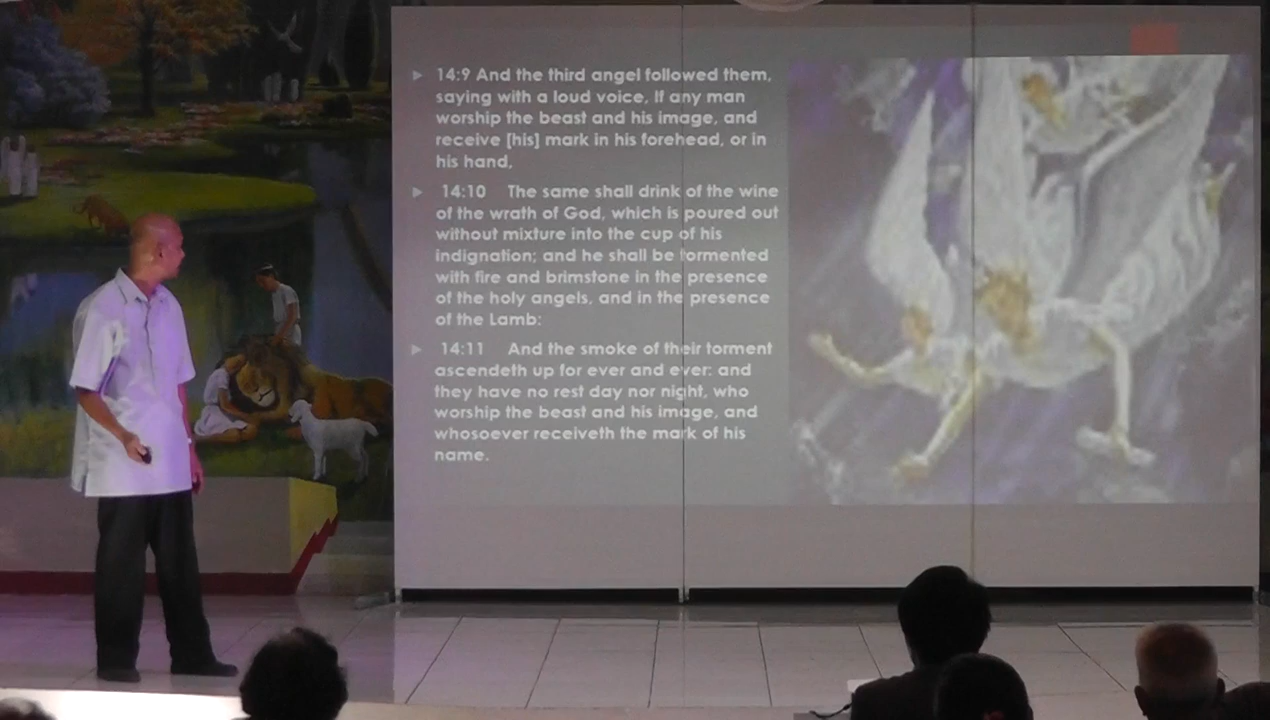 14:9 And the third angel followed them,
saying with a loud voice, If any man
worship the beast and his image, and
receive [his] mark in his forehead, or in
his hand,
14:10 The same shall drink of the wine
of the wrath of God, which is poured out
without mixture into the cup of his
indignation; and he shall be tormented
with fire and brimstone in the presence
of the holy angels, and in the presence
of the Lamb:
14:11 And the smoke of their torment
ascendeth up for ever and ever: and
they have no rest day nor night, who
worship the beast and his image, and
whosoever receiveth the mark of his
name.